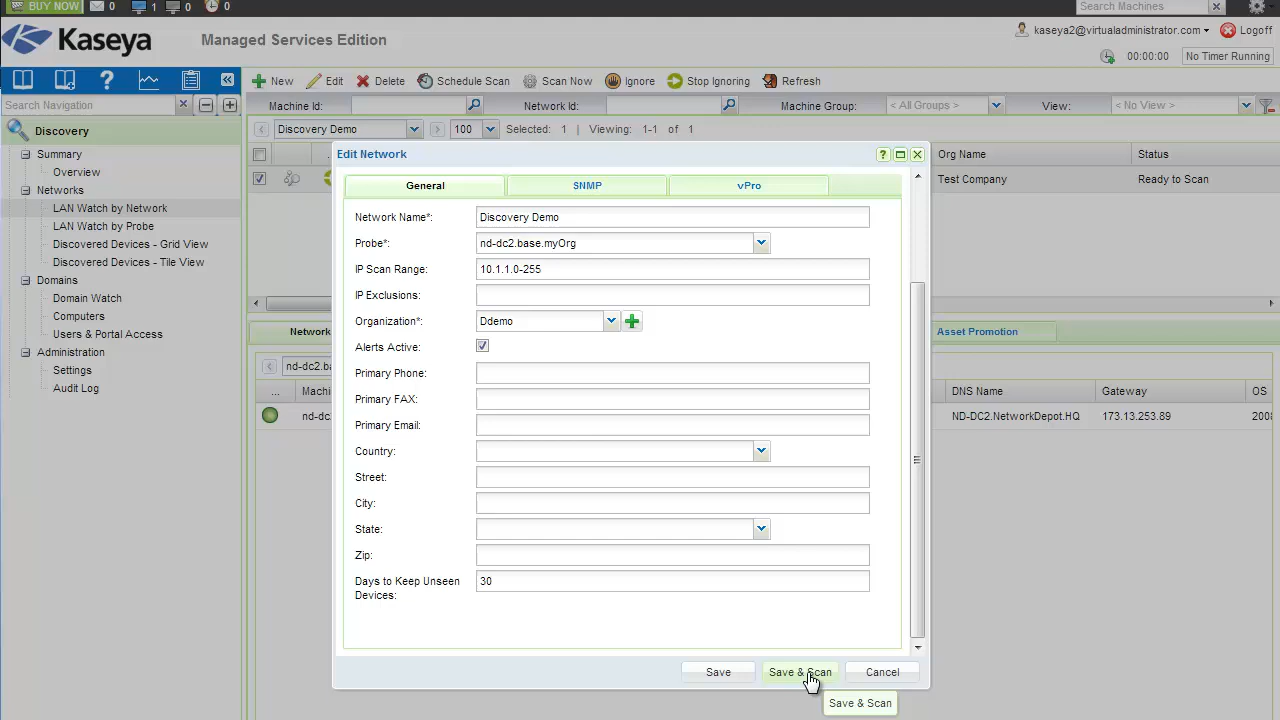 BUY NOW 0 1 0 0 Search Machines
Kaseya Managed Services Edition kaseya2@virtualadministrator.com Logoff
00:00:00 No Timer Running
New Edit Delete Schedule Scan Scan Now Ignore Stop Ignoring Refresh
Search Navigation Machine Id: Network Id: Machine Group: < All Groups > View: < No View >
Discovery
Discovery Demo 100 Selected: 1 Viewing: 1-1 of 1
Summary
Overview
Networks
LAN Watch by Network
LAN Watch by Probe
Discovered Devices - Grid View
Discovered Devices - Tile View
Domains
Domain Watch
Computers
Users & Portal Access
Administration
Settings
Audit Log
Org Name Status
Test Company Ready to Scan
Edit Network
General SNMP vPro
Network Name*: Discovery Demo
Probe*: nd-dc2.base.myOrg
IP Scan Range: 10.1.1.0-255
IP Exclusions:
Organization*: Ddemo
Alerts Active:
Primary Phone:
Primary FAX:
Primary Email:
Country:
Street:
City:
State:
Zip:
Days to Keep Unseen
Devices: 30
Save Save & Scan Cancel
Save & Scan
Network Asset Promotion
nd-dc2.b
... Machi DNS Name Gateway OS
nd-dc ND-DC2.NetworkDepot.HQ 173.13.253.89 200